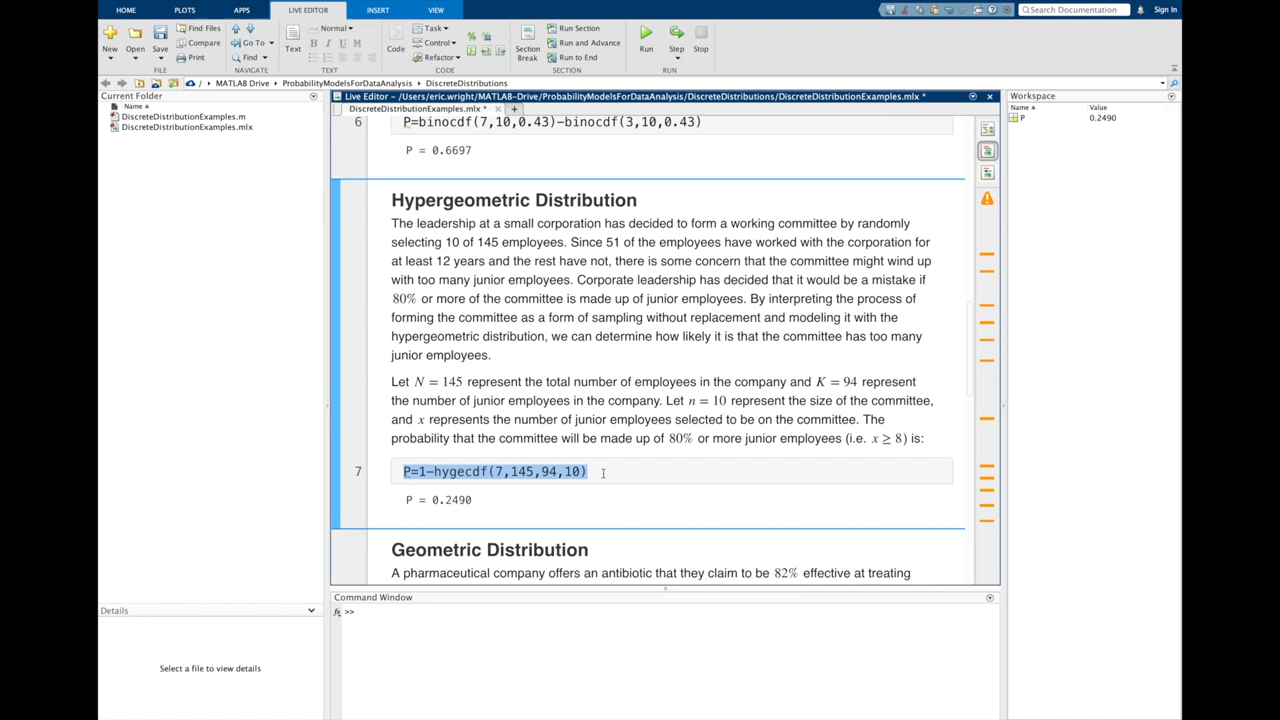 HOME PLOTS APPS LIVE EDITOR INSERT VIEW Search Documentation Sign In
New Open Save Find Files Compare Print Go To Find Text Normal B I U M Code Task Control Refactor Section Break Run Section Run and Advance Run to End Run Step Stop
FILE NAVIGATE TEXT CODE SECTION RUN
/ ▸ MATLAB Drive ▸ ProbabilityModelsForDataAnalysis ▸ DiscreteDistributions
Current Folder
Name
DiscreteDistributionExamples.m
DiscreteDistributionExamples.mlx
Details
Select a file to view details
Live Editor - /Users/eric.wright/MATLAB-Drive/ProbabilityModelsForDataAnalysis/DiscreteDistributions/DiscreteDistributionExamples.mlx *
DiscreteDistributionExamples.mlx * × +
6 P=binocdf(7,10,0.43)-binocdf(3,10,0.43)
P = 0.6697
Hypergeometric Distribution
The leadership at a small corporation has decided to form a working committee by randomly
selecting 10 of 145 employees. Since 51 of the employees have worked with the corporation for
at least 12 years and the rest have not, there is some concern that the committee might wind up
with too many junior employees. Corporate leadership has decided that it would be a mistake if
80% or more of the committee is made up of junior employees. By interpreting the process of
forming the committee as a form of sampling without replacement and modeling it with the
hypergeometric distribution, we can determine how likely it is that the committee has too many
junior employees.
Let N = 145 represent the total number of employees in the company and K = 94 represent
the number of junior employees in the company. Let n = 10 represent the size of the committee,
and x represents the number of junior employees selected to be on the committee. The
probability that the committee will be made up of 80% or more junior employees (i.e. x ≥ 8) is:
7 P=1-hygecdf(7,145,94,10)
P = 0.2490
Geometric Distribution
A pharmaceutical company offers an antibiotic that they claim to be 82% effective at treating
Command Window
fx >>
Workspace
Name Value
P 0.2490